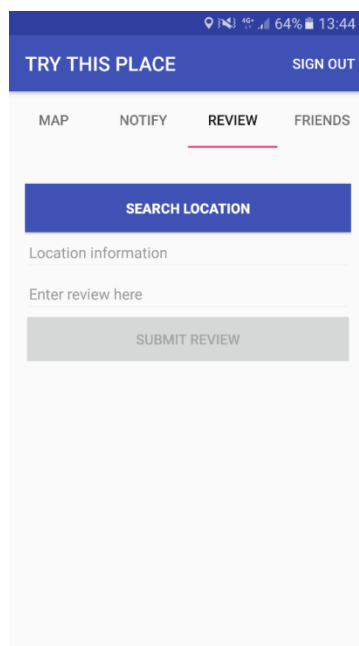 4G+ 64% 13:44
TRY THIS PLACE SIGN OUT
MAP NOTIFY REVIEW FRIENDS
SEARCH LOCATION
Location information
Enter review here
SUBMIT REVIEW